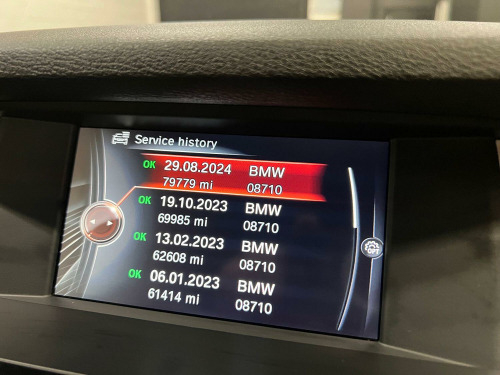 Service history
OK 29.08.2024 BMW
79779 mi 08710
OK 19.10.2023 BMW
69985 mi 08710
OK 13.02.2023 BMW
62608 mi 08710
OK 06.01.2023 BMW
61414 mi 08710
OFF